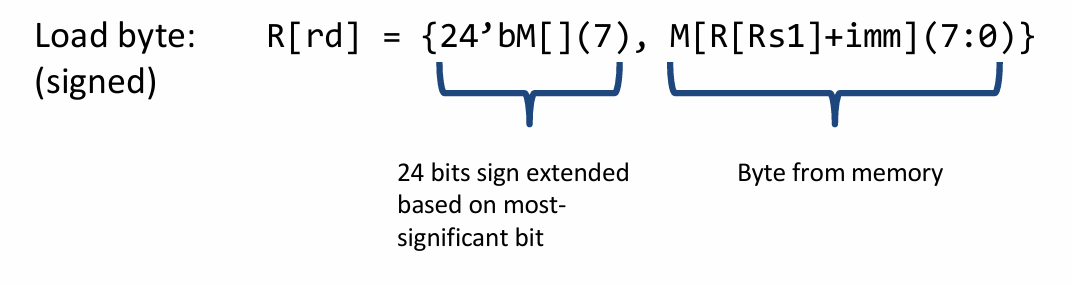 Load byte: R[rd] = {24’bM[](7), M[R[Rs1]+imm](7:0)}
(signed)
24 bits sign extended
based on most-
significant bit
Byte from memory